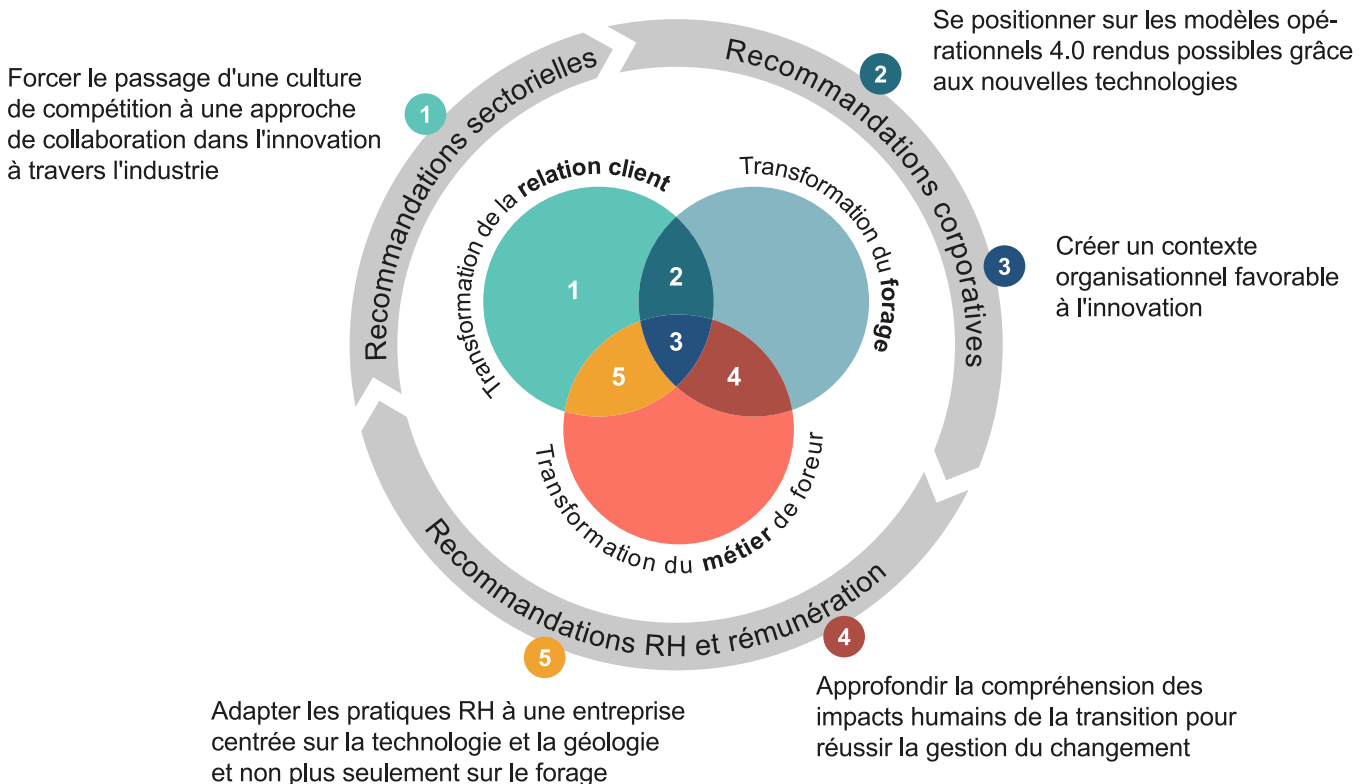 Forcer le passage d'une culture
de compétition à une approche
de collaboration dans l'innovation
à travers l'industrie
1
Recommandations sectorielles
Recommandations corporatives
2
Se positionner sur les modèles opé-
rationnels 4.0 rendus possibles grâce
aux nouvelles technologies
3
Créer un contexte
organisationnel favorable
à l'innovation
Transformation de la relation client
Transformation du forage
1
2
3
5
4
Transformation du métier de foreur
Recommandations RH et rémunération
4
Approfondir la compréhension des
impacts humains de la transition pour
réussir la gestion du changement
5
Adapter les pratiques RH à une entreprise
centrée sur la technologie et la géologie
et non plus seulement sur le forage